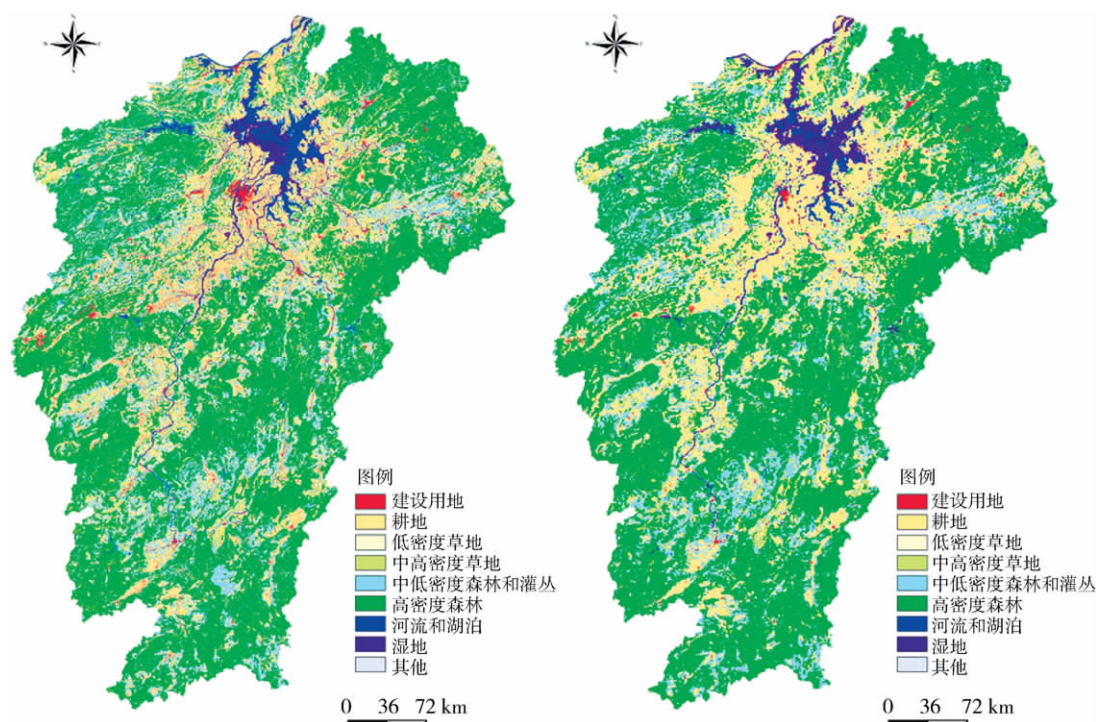 图例
建设用地
耕地
低密度草地
中高密度草地
中低密度森林和灌丛
高密度森林
河流和湖泊
湿地
其他
0 36 72 km
图例
建设用地
耕地
低密度草地
中高密度草地
中低密度森林和灌丛
高密度森林
河流和湖泊
湿地
其他
0 36 72 km